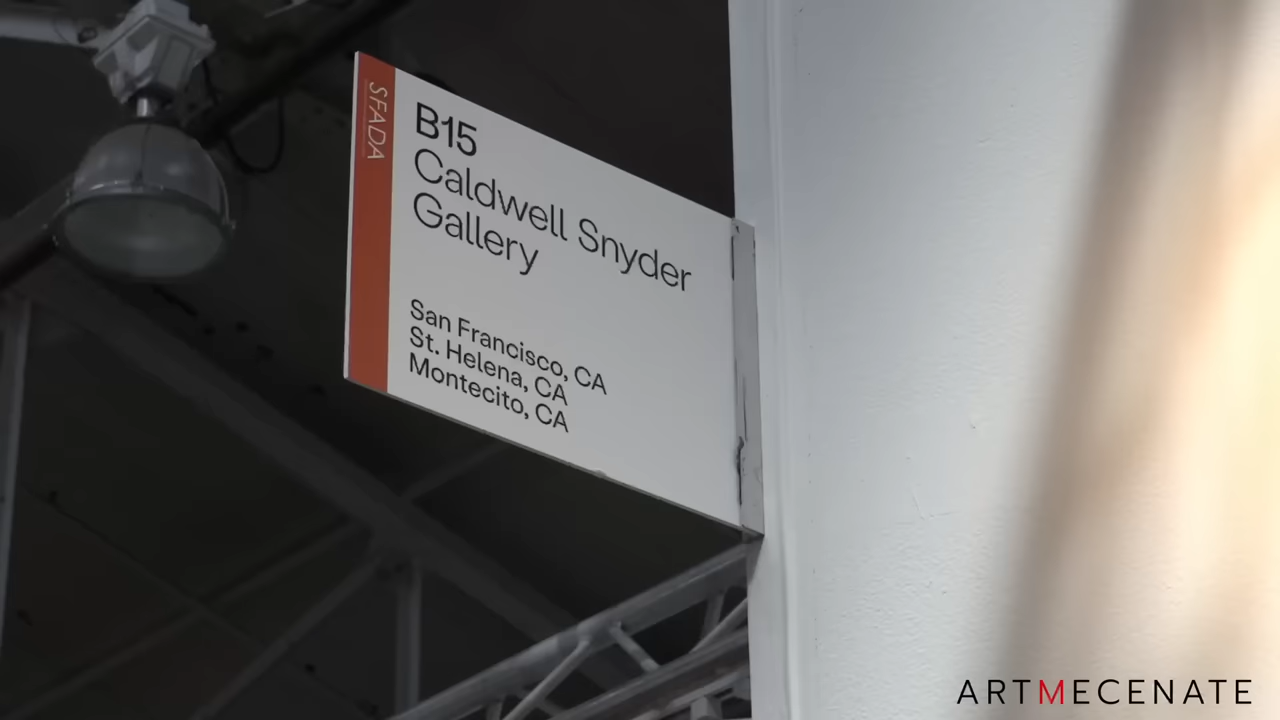 SFADA
B15
Caldwell Snyder
Gallery
San Francisco, CA
St. Helena, CA
Montecito, CA
ARTMECENATE